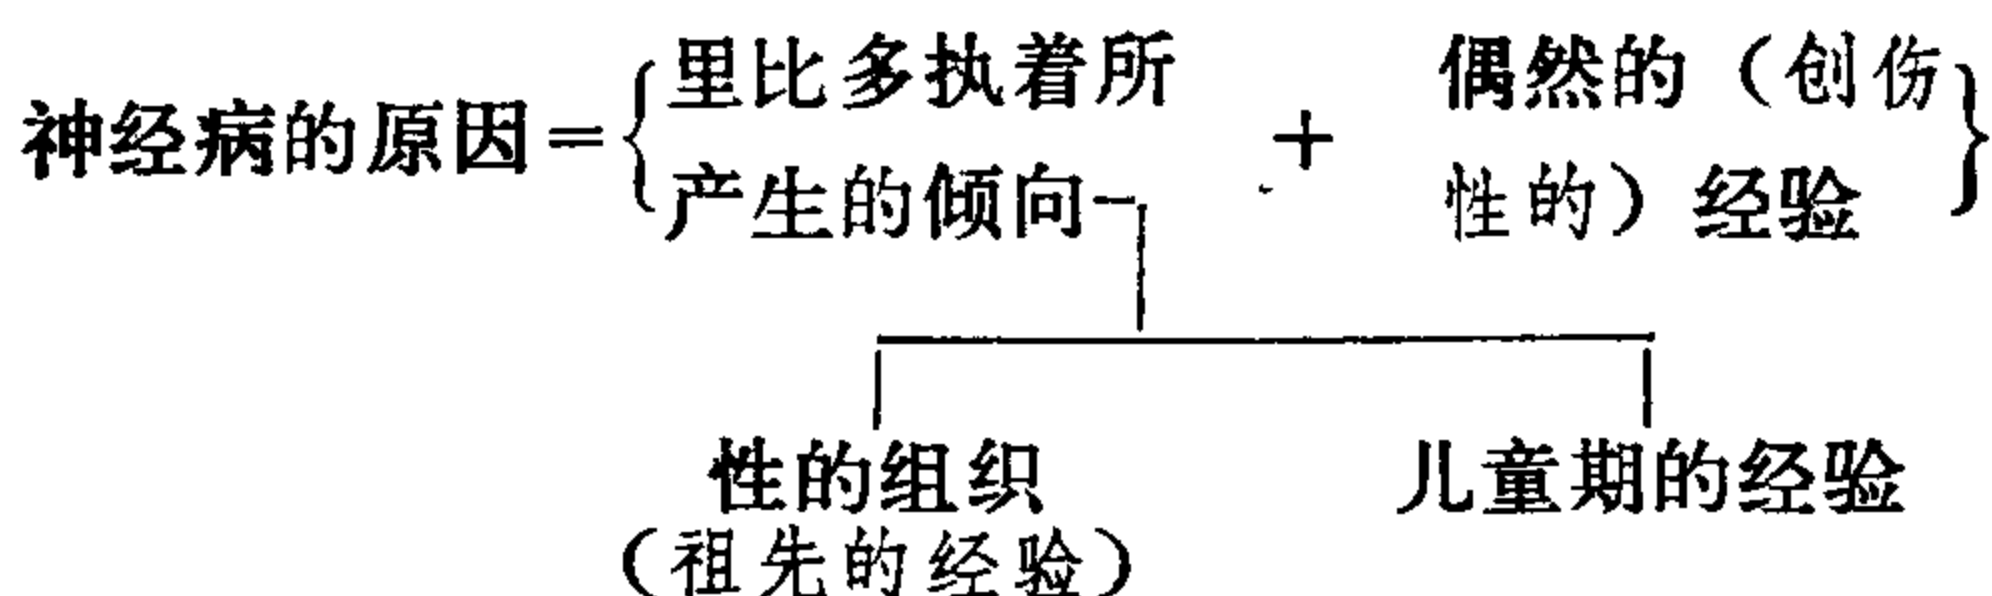 神经病的原因={里比多执着所产生的倾向 + 偶然的（创伤性的）经验}
性的组织 儿童期的经验
（祖先的经验）